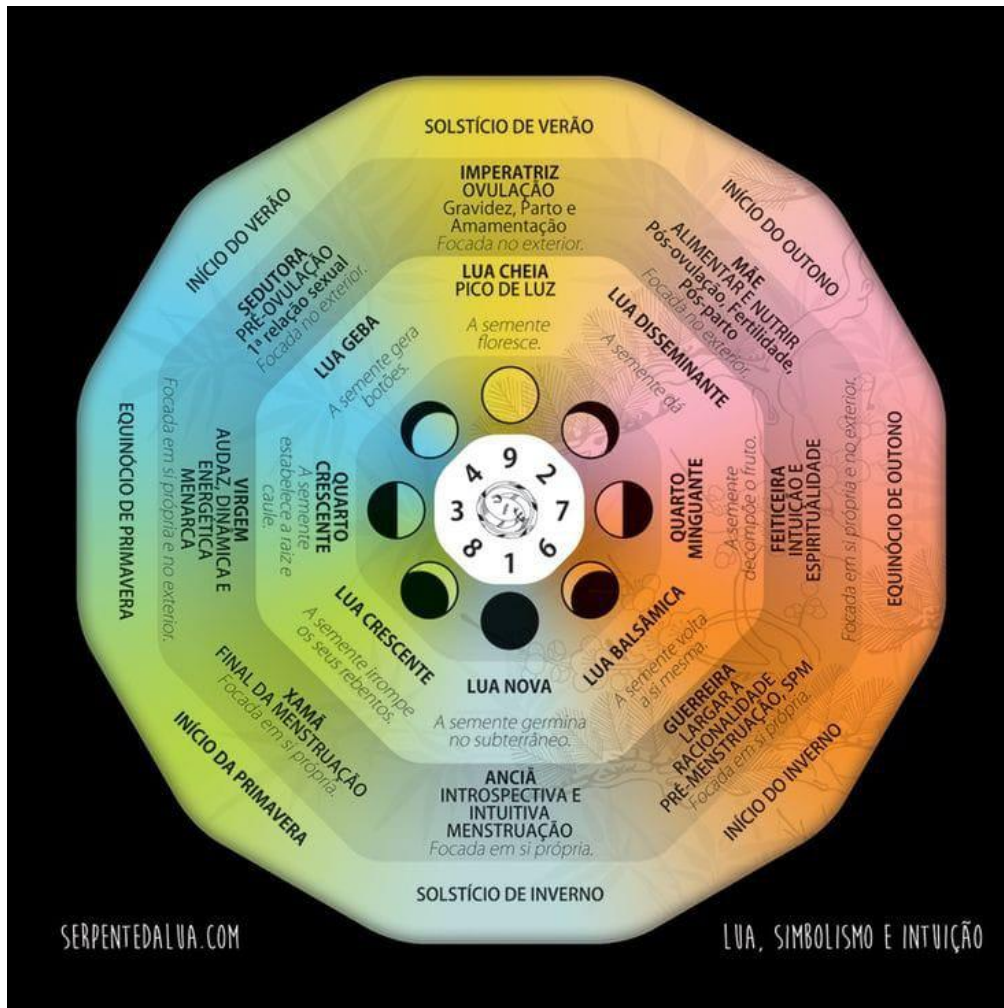 SOLSTÍCIO DE VERÃO
IMPERATRIZ
OVULAÇÃO
Gravidez, Parto e
Amamentação
Focada no exterior.
LUA CHEIA
PICO DE LUZ
A semente
floresce.
INÍCIO DO OUTONO
MÃE
ALIMENTAR E NUTRIR
Pós-ovulação, Fertilidade,
Pós-parto
Focada no exterior.
LUA DISSEMINANTE
A semente dá
EQUINÓCIO DE OUTONO
FEITICEIRA
INTUIÇÃO E
ESPIRITUALIDADE
Focada em si própria e no exterior.
QUARTO
MINGUANTE
A semente
decompõe o fruto.
INÍCIO DO INVERNO
GUERREIRA
LARGAR A
RACIONALIDADE
PRÉ-MENSTRUAÇÃO, SPM
Focada em si própria.
LUA BALSÂMICA
A semente volta
a si mesma.
SOLSTÍCIO DE INVERNO
ANCIÃ
INTROSPECTIVA E
INTUITIVA
MENSTRUAÇÃO
Focada em si própria.
LUA NOVA
A semente germina
no subterrâneo.
INÍCIO DA PRIMAVERA
XAMÃ
FINAL DA MENSTRUAÇÃO
Focada em si própria.
LUA CRESCENTE
A semente irrompe
os seus rebentos.
EQUINÓCIO DE PRIMAVERA
VIRGEM
AUDAZ, DINÂMICA E
ENERGÉTICA
MENARCA
Focada em si própria e no exterior.
QUARTO
CRESCENTE
A semente
estabelece a raiz e
caule.
INÍCIO DO VERÃO
SEDUTORA
PRÉ-OVULAÇÃO
1ª relação sexual
Focada no exterior.
LUA GEBA
A semente gera
botões.
9
2
7
6
1
8
3
4
SERPENTEDALUA.COM
LUA, SIMBOLISMO E INTUIÇÃO